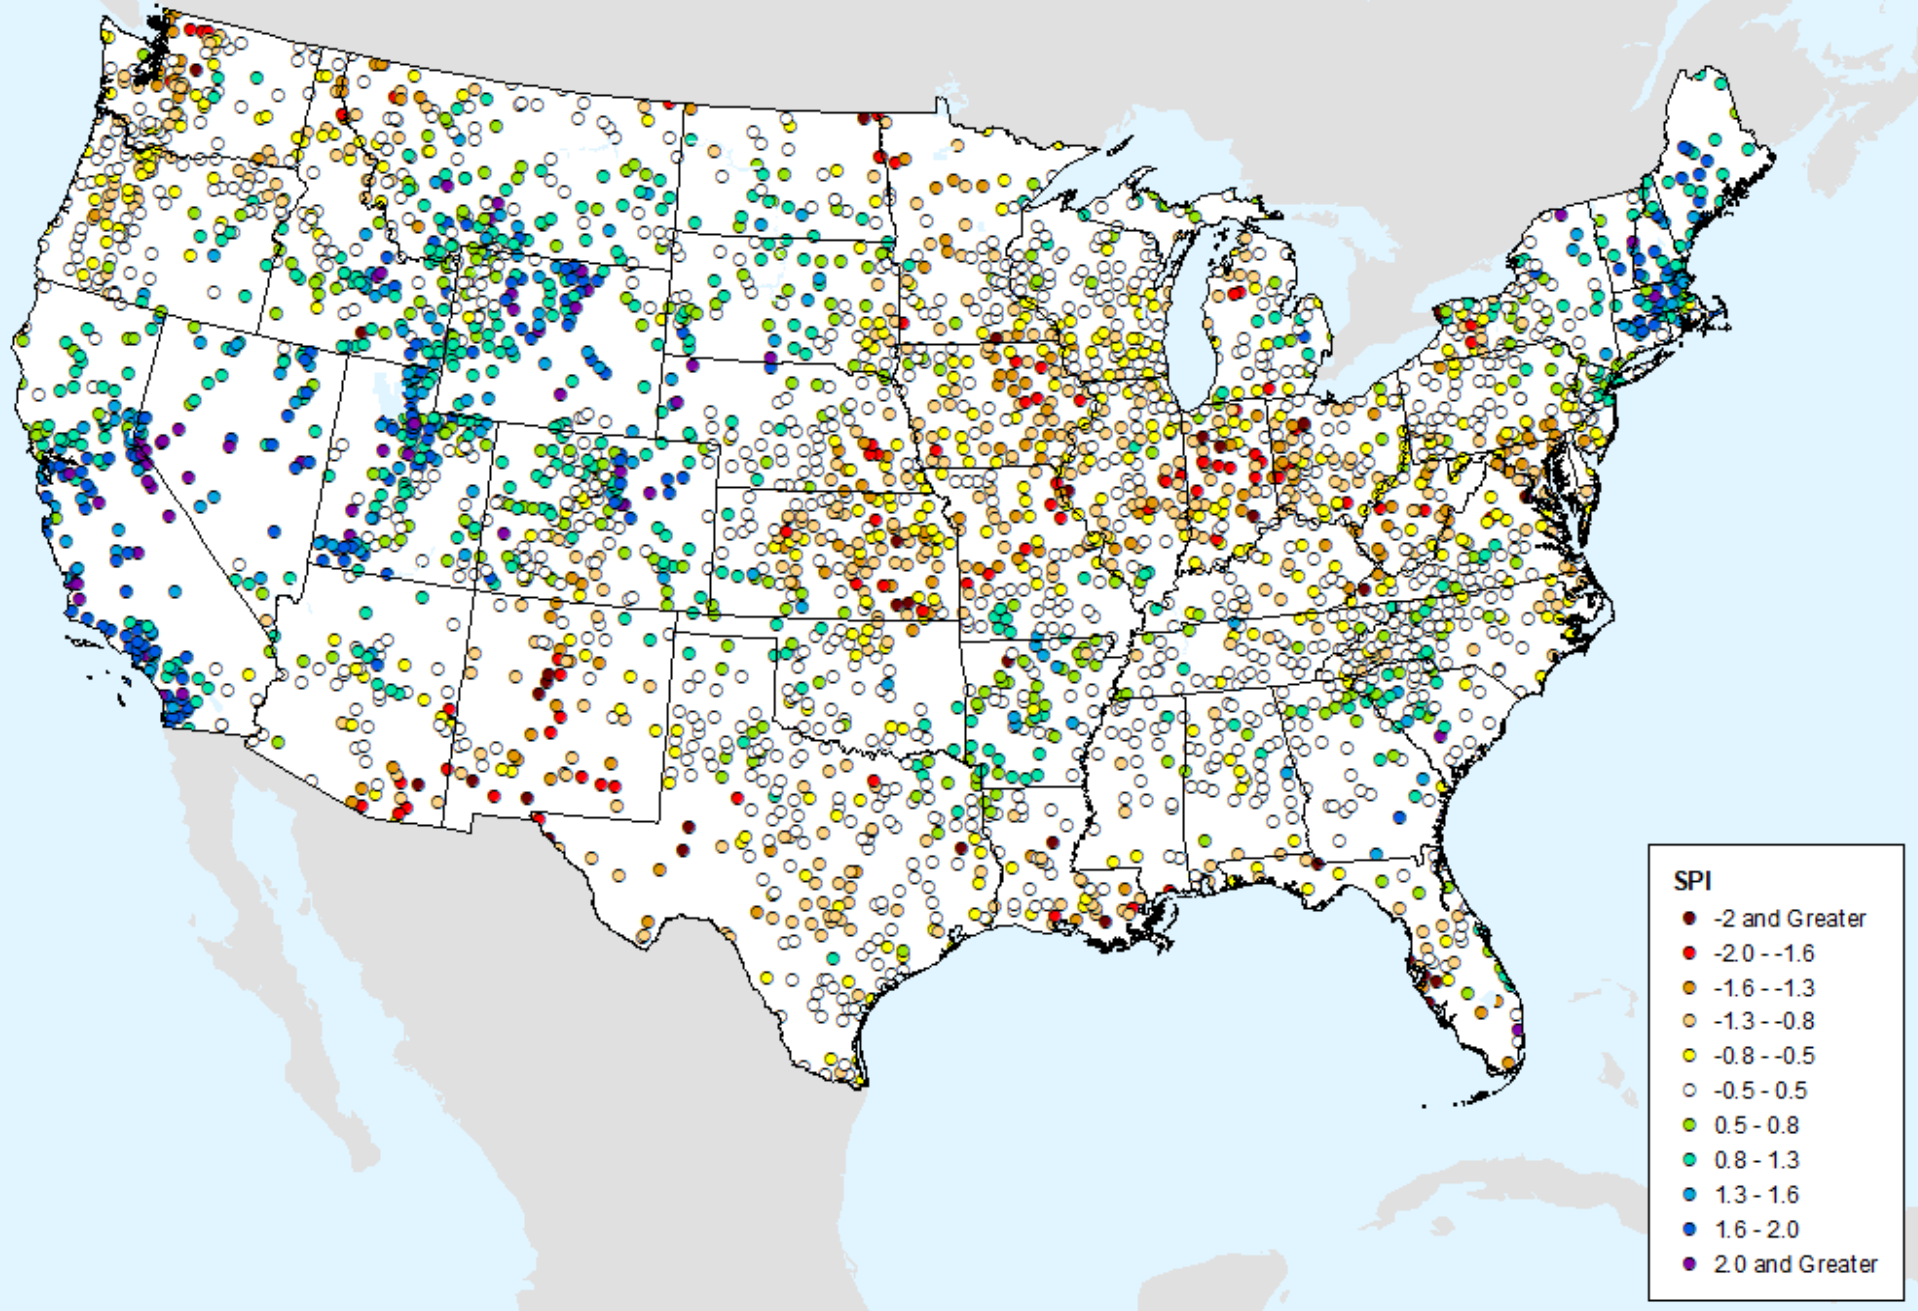 SPI
-2 and Greater
-2.0 - -1.6
-1.6 - -1.3
-1.3 - -0.8
-0.8 - -0.5
-0.5 - 0.5
0.5 - 0.8
0.8 - 1.3
1.3 - 1.6
1.6 - 2.0
2.0 and Greater